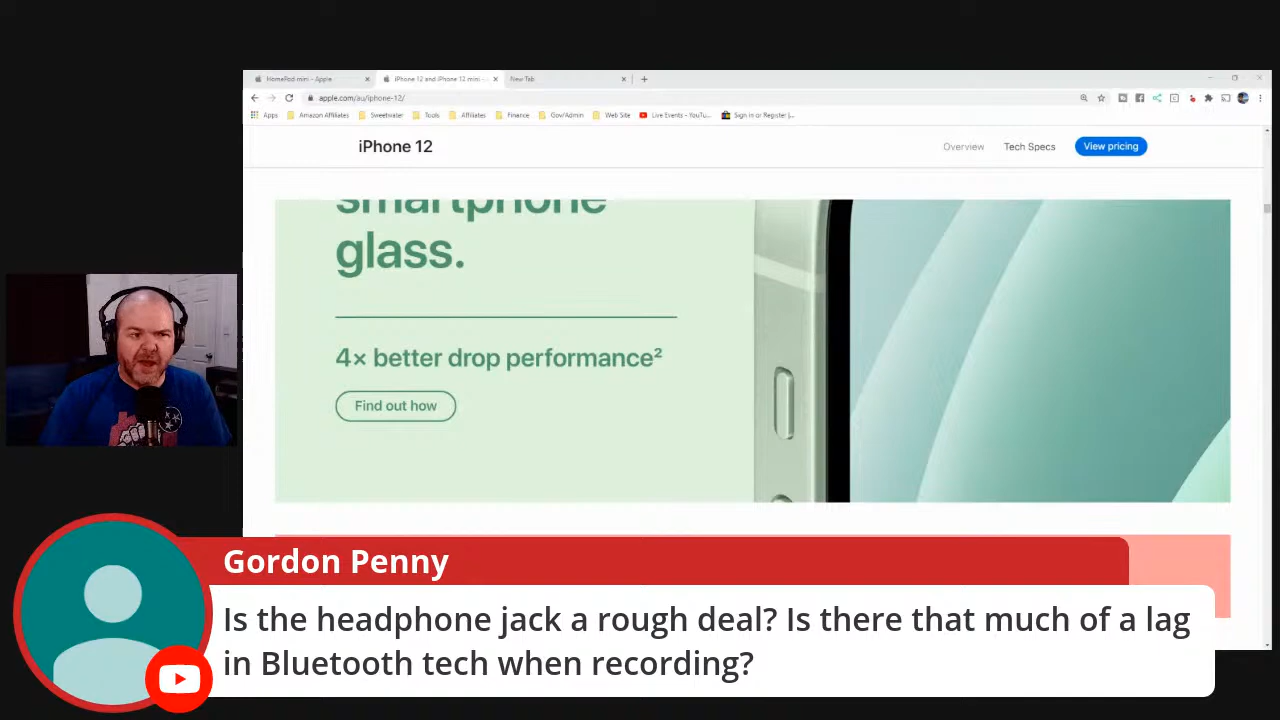 HomePod mini - Apple
iPhone 12 and iPhone 12 mini - ...
New Tab
apple.com/au/iphone-12/
Apps
Amazon Affiliates
Sweetwater
Tools
Affiliates
Finance
Gov/Admin
Web Site
Live Events - YouTu...
Sign in or Register |...
iPhone 12
Overview
Tech Specs
View pricing
smartphone
glass.
4× better drop performance²
Find out how
Gordon Penny
Is the headphone jack a rough deal? Is there that much of a lag
in Bluetooth tech when recording?